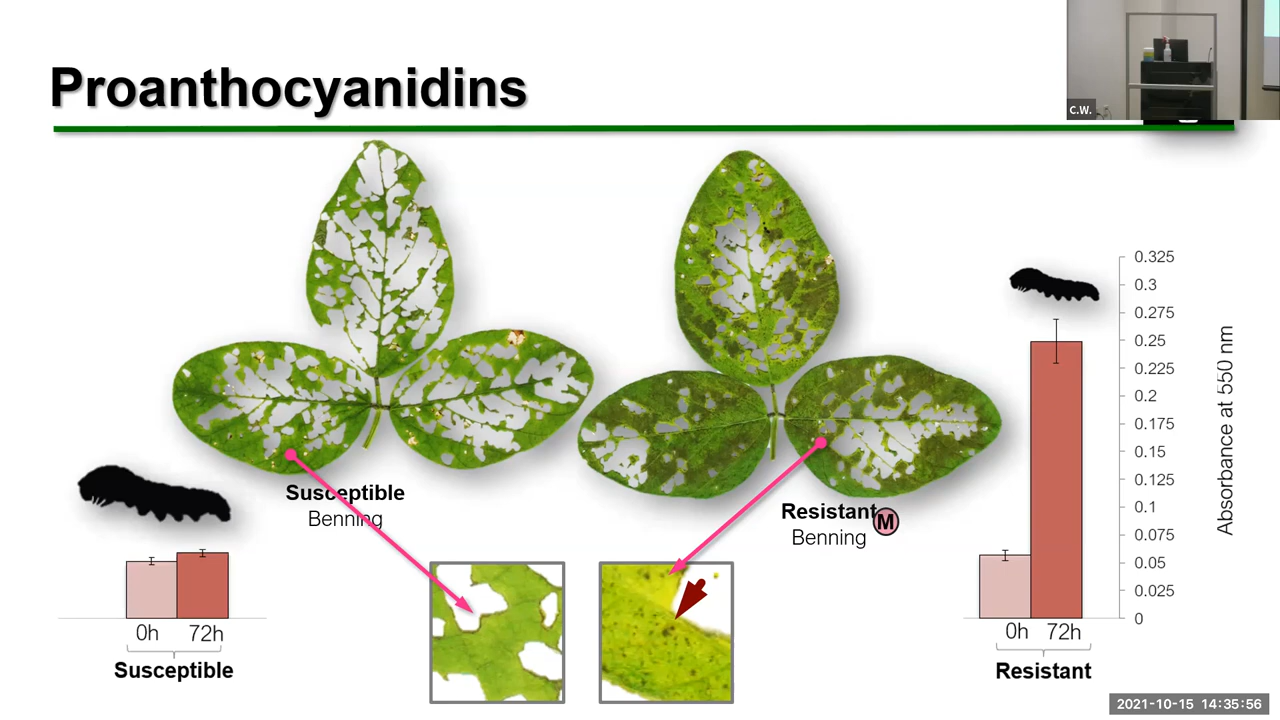 Proanthocyanidins
C.W.
Susceptible
Benning
Resistant
Benning
M
0h
72h
Susceptible
0.325
0.3
0.275
0.25
0.225
0.2
0.175
0.15
0.125
0.1
0.075
0.05
0.025
0
Absorbance at 550 nm
0h
72h
Resistant
2021-10-15 14:35:56